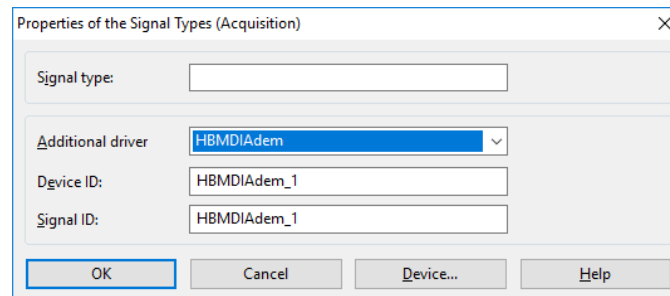 Properties of the Signal Types (Acquisition)
Signal type:
Additional driver HBMDIAdem
Device ID: HBMDIAdem_1
Signal ID: HBMDIAdem_1
OK Cancel Device... Help